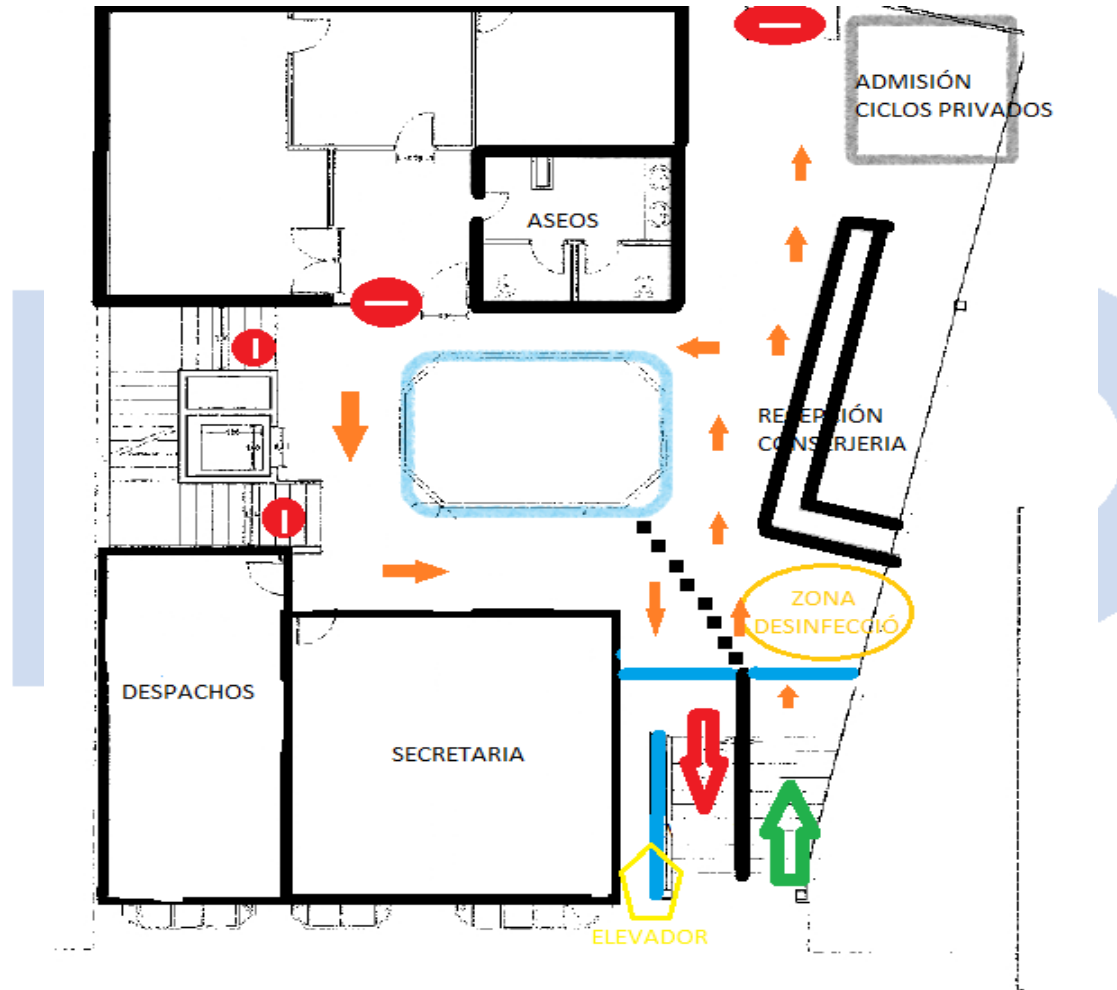 ADMISIÓN
CICLOS PRIVADOS
ASEOS
RECEPCIÓN
CONSERJERIA
ZONA
DESINFECCIÓ
DESPACHOS
SECRETARIA
ELEVADOR